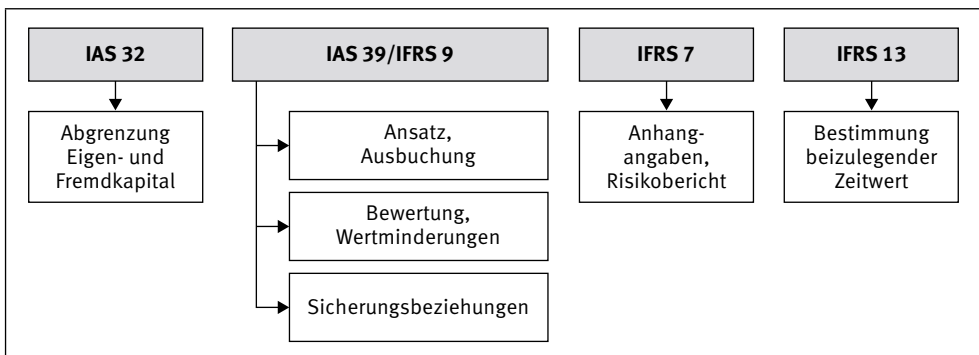 IAS 32
Abgrenzung
Eigen- und
Fremdkapital
IAS 39/IFRS 9
Ansatz,
Ausbuchung
Bewertung,
Wertminderungen
Sicherungsbeziehungen
IFRS 7
Anhang-
angaben,
Risikobericht
IFRS 13
Bestimmung
beizulegender
Zeitwert